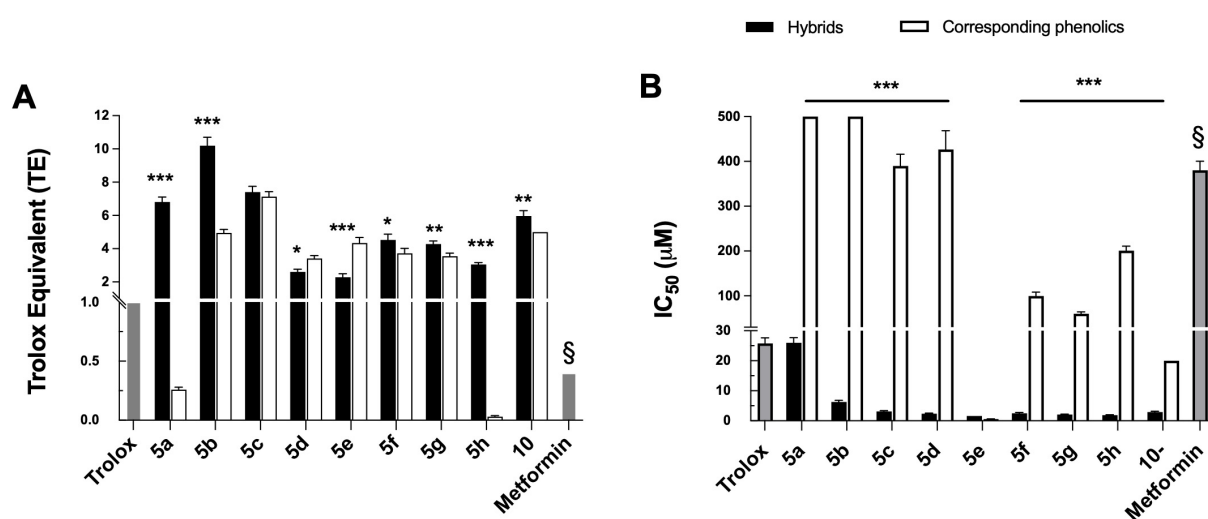 Hybrids
Corresponding phenolics
A
Trolox Equivalent (TE)
12
10
8
6
4
2
1.0
0.5
0.0
***
***
*
***
*
**
***
**
§
Trolox
5a
5b
5c
5d
5e
5f
5g
5h
10
Metformin
B
IC50 (μM)
500
400
300
200
100
30
20
10
0
***
***
§
Trolox
5a
5b
5c
5d
5e
5f
5g
5h
10-
Metformin